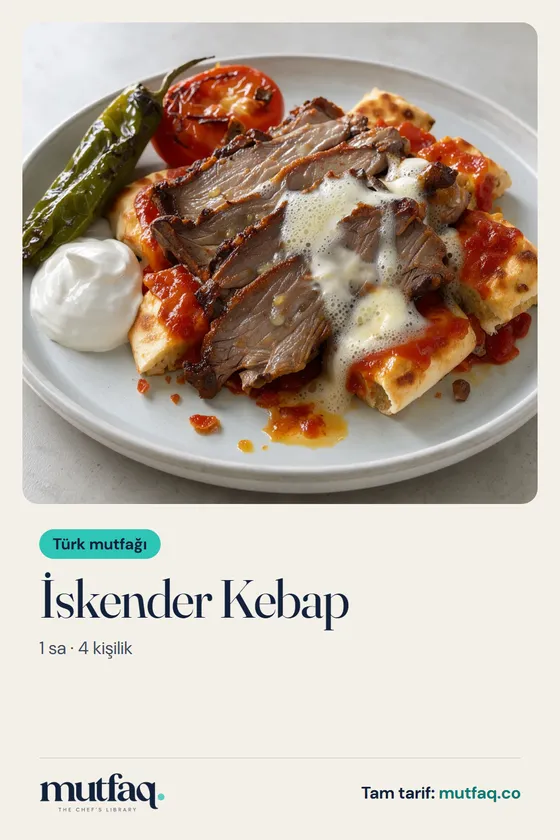 Türk mutfağı
İskender Kebap
1 sa · 4 kişilik
mutfaq.
THE CHEF'S LIBRARY
Tam tarif: mutfaq.co